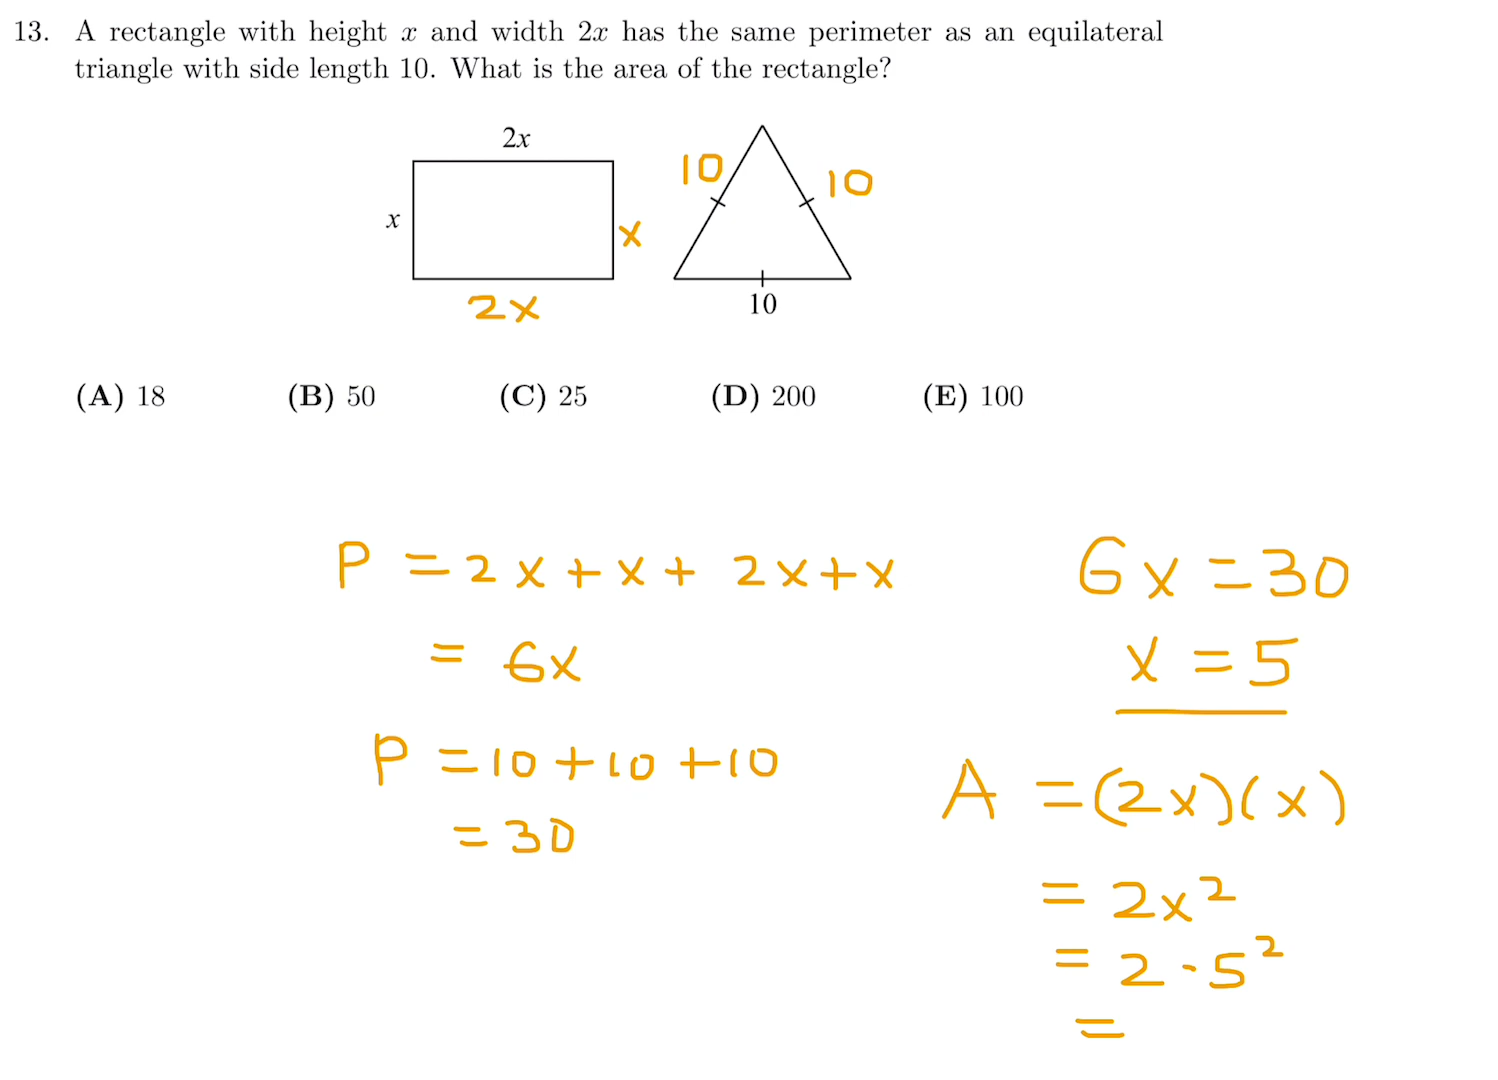 13. A rectangle with height x and width 2x has the same perimeter as an equilateral
triangle with side length 10. What is the area of the rectangle?
2x
x
x
2x
10
10
10
(A) 18 (B) 50 (C) 25 (D) 200 (E) 100
P = 2x + x + 2x + x
= 6x
P = 10 + 10 + 10
= 30
6x = 30
x = 5
A = (2x)(x)
= 2x²
= 2 · 5²
=